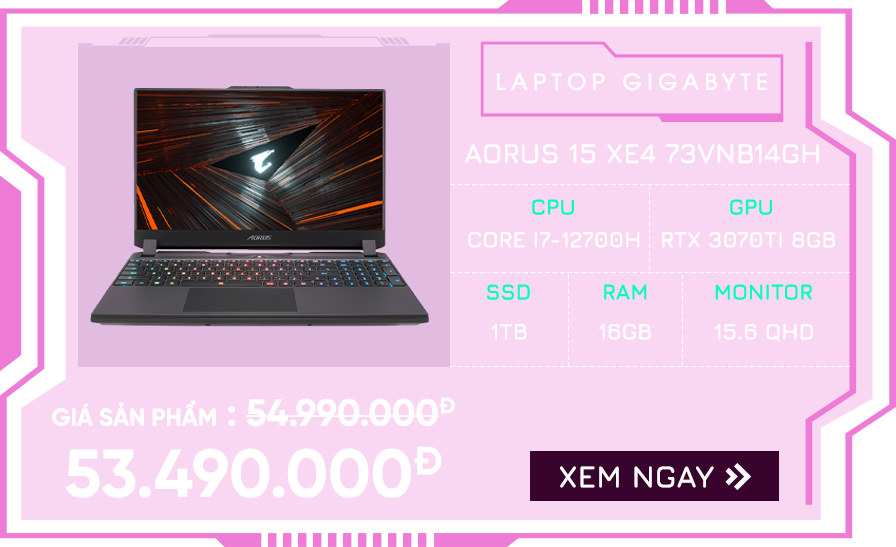 LAPTOP GIGABYTE
AORUS 15 XE4 73VNB14GH
CPU
CORE I7-12700H
GPU
RTX 3070TI 8GB
SSD
1TB
RAM
16GB
MONITOR
15.6 QHD
AORUS
GIÁ SẢN PHẨM : 54.990.000Đ
53.490.000Đ
XEM NGAY